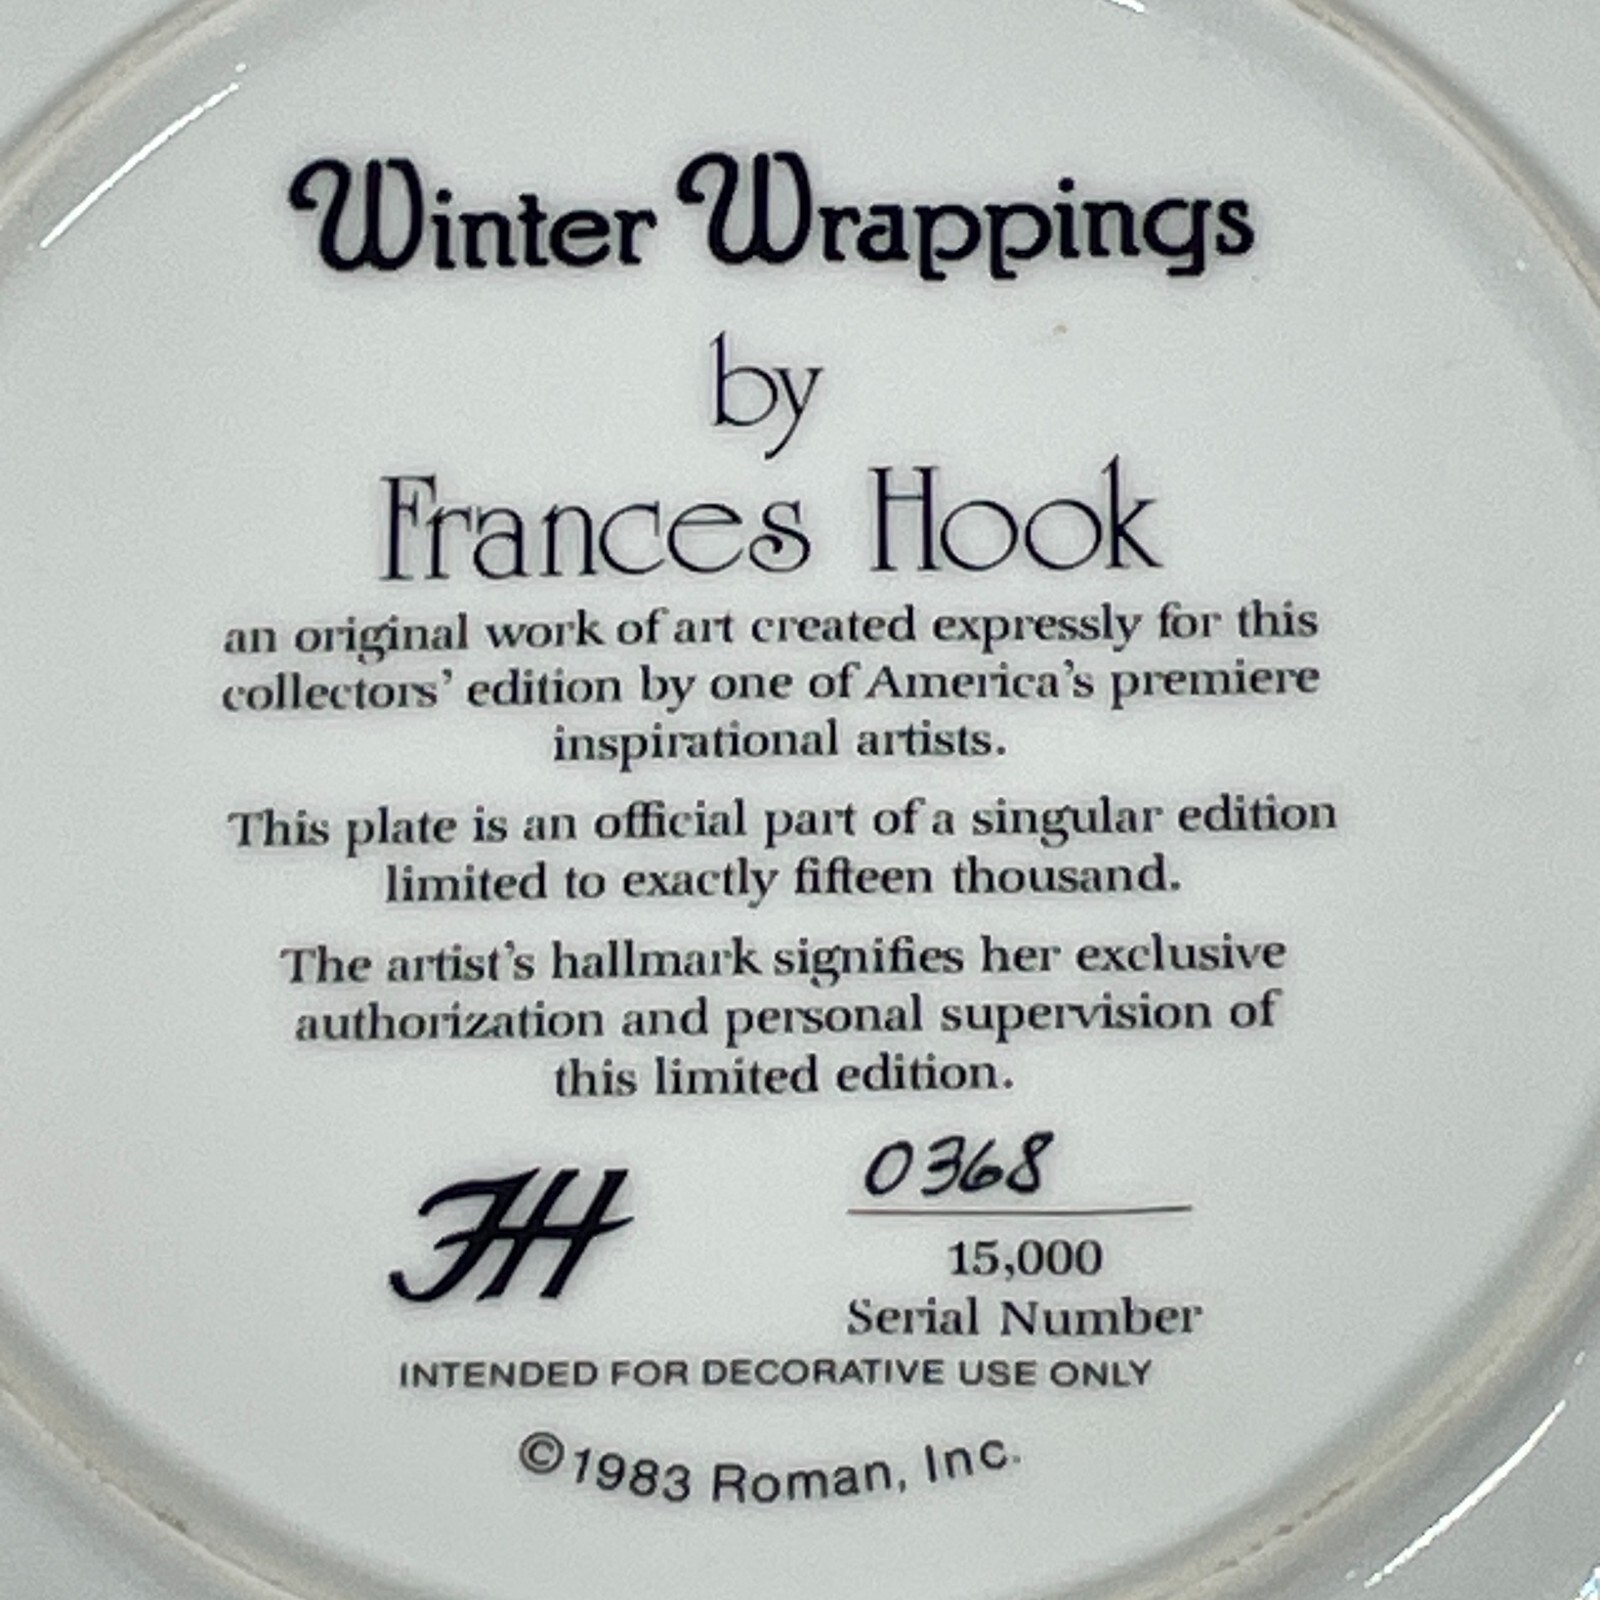 Winter Wrappings
by
Frances Hook
an original work of art created expressly for this
collectors' edition by one of America's premiere
inspirational artists.
This plate is an official part of a singular edition
limited to exactly fifteen thousand.
The artist's hallmark signifies her exclusive
authorization and personal supervision of
this limited edition.
FH
0368
15,000
Serial Number
INTENDED FOR DECORATIVE USE ONLY
©1983 Roman, Inc.